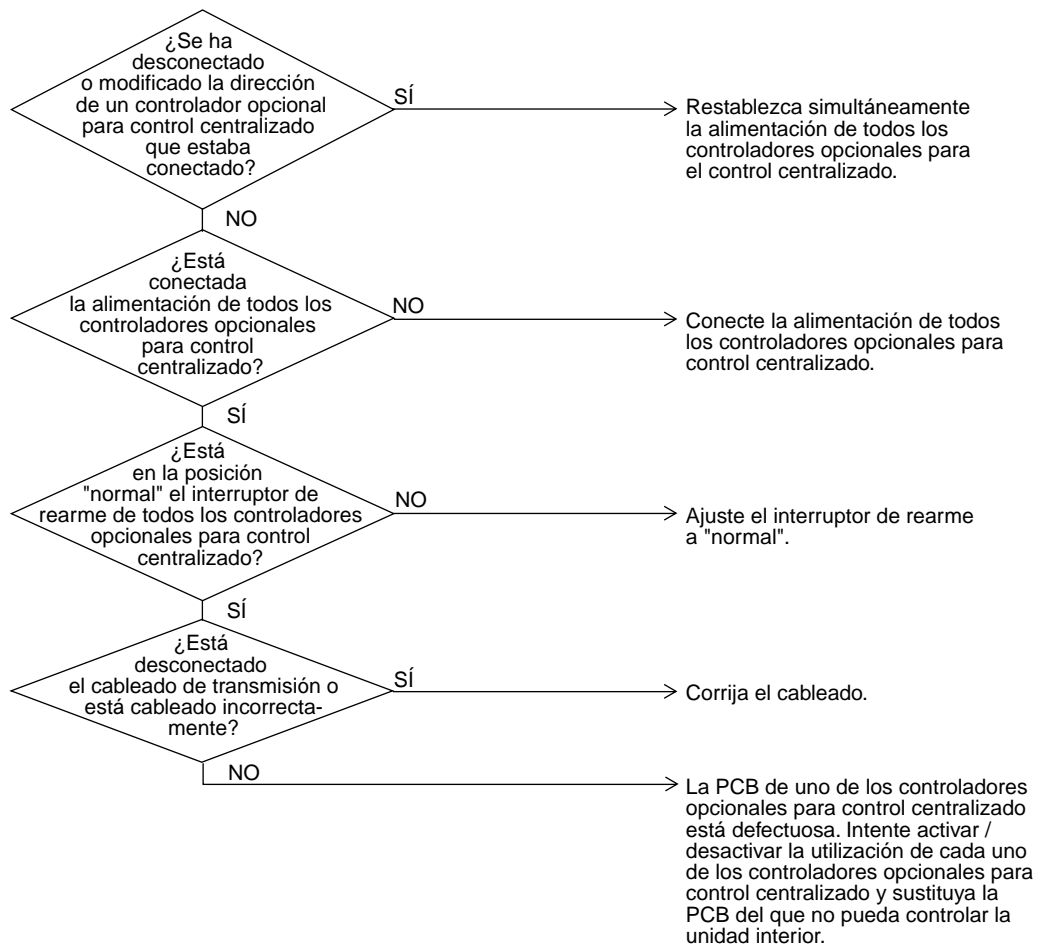 ¿Se ha
desconectado
o modificado la dirección
de un controlador opcional
para control centralizado
que estaba
conectado?
SÍ
Restablezca simultáneamente
la alimentación de todos los
controladores opcionales para
el control centralizado.
NO
¿Está
conectada
la alimentación de todos los
controladores opcionales
para control
centralizado?
NO
Conecte la alimentación de todos
los controladores opcionales para
control centralizado.
SÍ
¿Está
en la posición
"normal" el interruptor de
rearme de todos los controladores
opcionales para control
centralizado?
NO
Ajuste el interruptor de rearme
a "normal".
SÍ
¿Está
desconectado
el cableado de transmisión o
está cableado incorrecta-
mente?
SÍ
Corrija el cableado.
NO
La PCB de uno de los controladores
opcionales para control centralizado
está defectuosa. Intente activar /
desactivar la utilización de cada uno
de los controladores opcionales para
control centralizado y sustituya la
PCB del que no pueda controlar la
unidad interior.